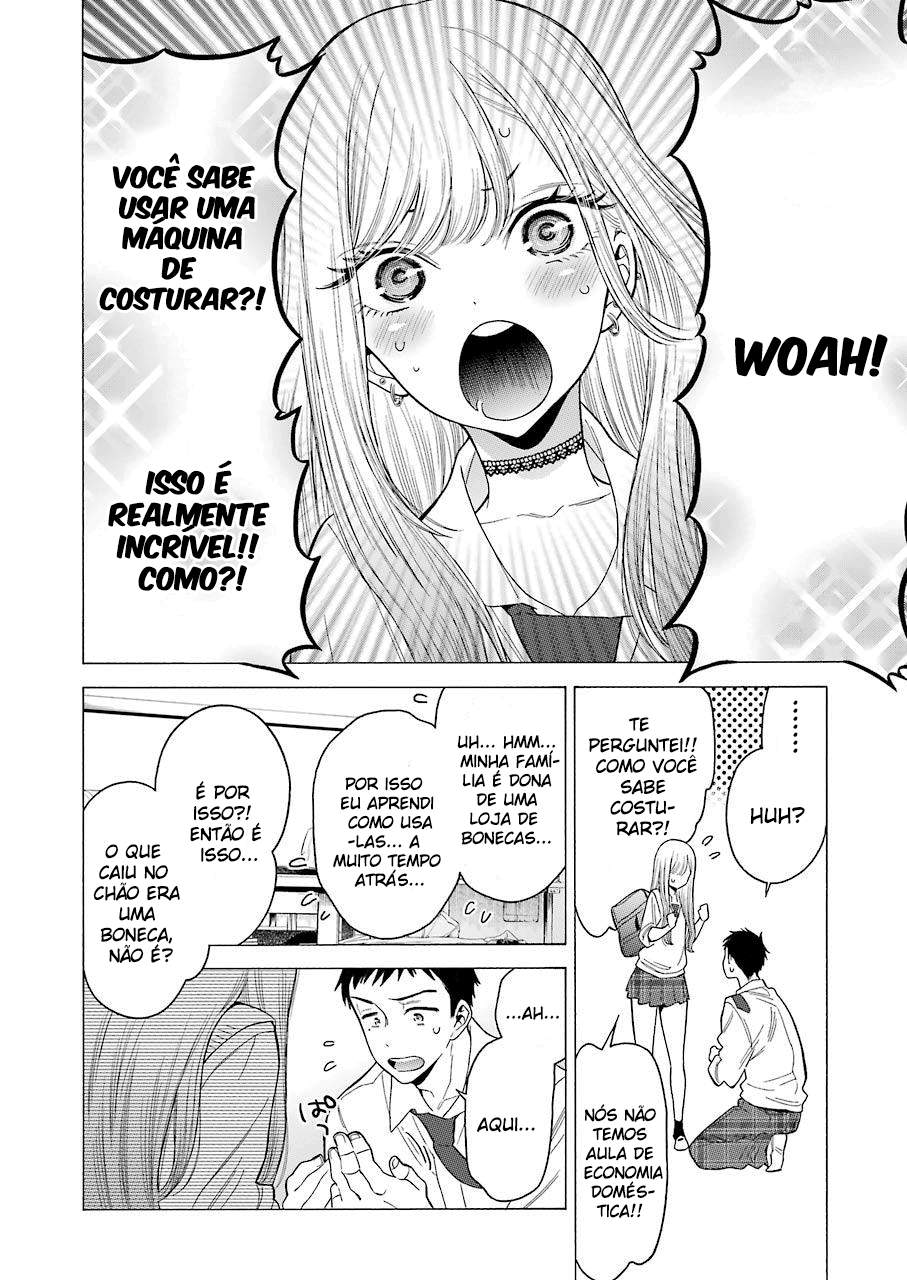 WOAH!
VOCÊ SABE
USAR UMA
MÁQUINA
DE
COSTURAR?!
ISSO É
REALMENTE
INCRÍVEL!!
COMO?!
........
HUH?
TE
PERGUNTEI!!
COMO VOCÊ
SABE
COSTU-
RAR?!
NÓS NÃO
TEMOS
AULA DE
ECONOMIA
DOMÉS-
TICA!!
UH... HMM...
MINHA FAMÍ-
LIA É DONA
DE UMA
LOJA DE
BONECAS...
POR ISSO
EU APRENDI
COMO USA
-LAS... A
MUITO TEMPO
ATRÁS...
É POR
ISSO?!
ENTÃO É
ISSO...
O QUE
CAIU NO
CHÃO ERA
UMA
BONECA,
NÃO É?
...AH...
AQUI...